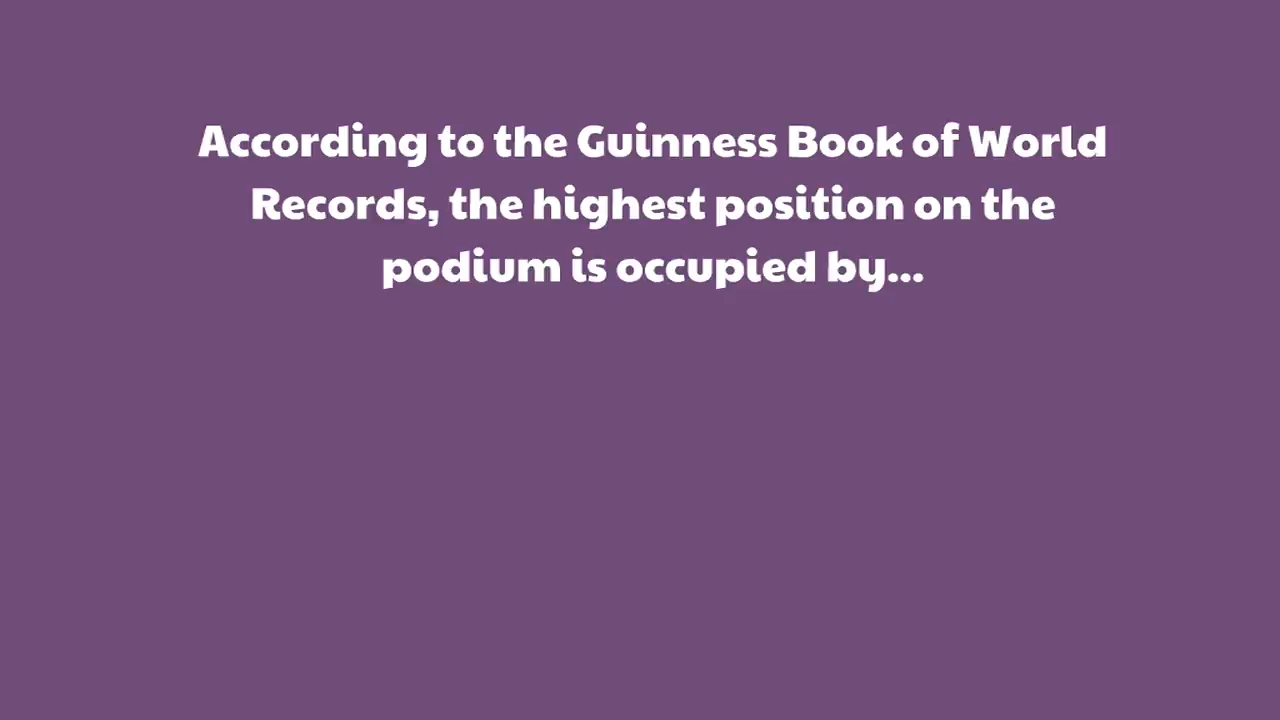 According to the Guinness Book of World
Records, the highest position on the
podium is occupied by...